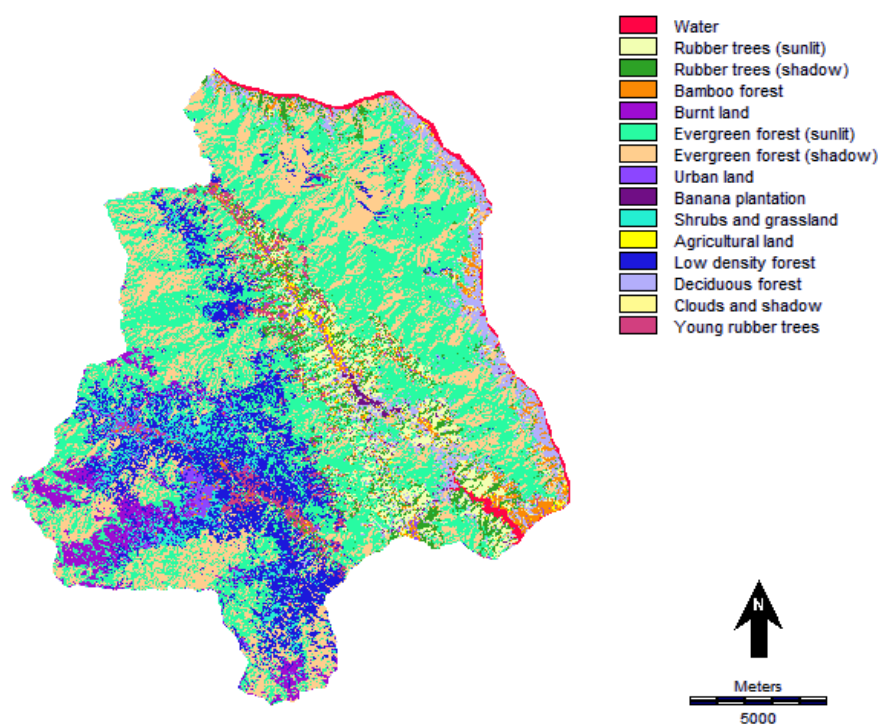 Water
Rubber trees (sunlit)
Rubber trees (shadow)
Bamboo forest
Burnt land
Evergreen forest (sunlit)
Evergreen forest (shadow)
Urban land
Banana plantation
Shrubs and grassland
Agricultural land
Low density forest
Deciduous forest
Clouds and shadow
Young rubber trees
N
Meters
5000